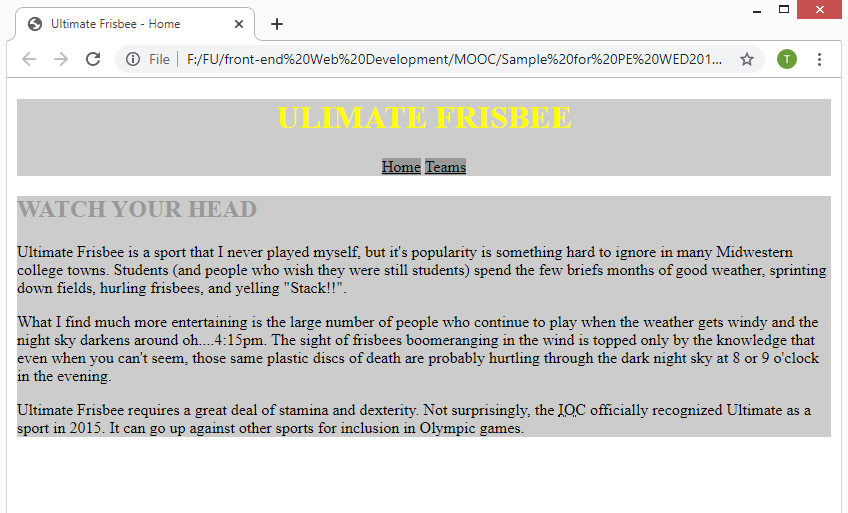 Ultimate Frisbee - Home
File
F:/FU/front-end%20Web%20Development/MOOC/Sample%20for%20PE%20WED201...
T
ULIMATE FRISBEE
Home Teams
WATCH YOUR HEAD
Ultimate Frisbee is a sport that I never played myself, but it's popularity is something hard to ignore in many Midwestern
college towns. Students (and people who wish they were still students) spend the few briefs months of good weather, sprinting
down fields, hurling frisbees, and yelling "Stack!!".
What I find much more entertaining is the large number of people who continue to play when the weather gets windy and the
night sky darkens around oh....4:15pm. The sight of frisbees boomeranging in the wind is topped only by the knowledge that
even when you can't seem, those same plastic discs of death are probably hurtling through the dark night sky at 8 or 9 o'clock
in the evening.
Ultimate Frisbee requires a great deal of stamina and dexterity. Not surprisingly, the IOC officially recognized Ultimate as a
sport in 2015. It can go up against other sports for inclusion in Olympic games.